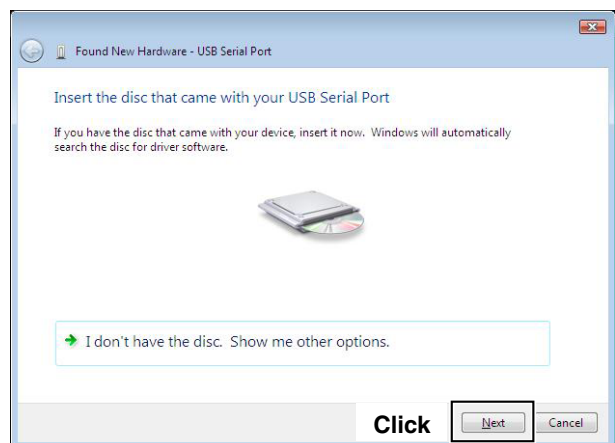 Found New Hardware - USB Serial Port
Insert the disc that came with your USB Serial Port
If you have the disc that came with your device, insert it now.  Windows will automatically
search the disc for driver software.
I don't have the disc.  Show me other options.
Click
Next
Cancel